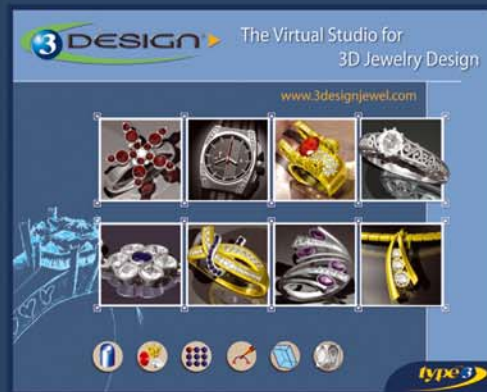 3DESIGN
The Virtual Studio for
3D Jewelry Design
www.3designjewel.com
type3